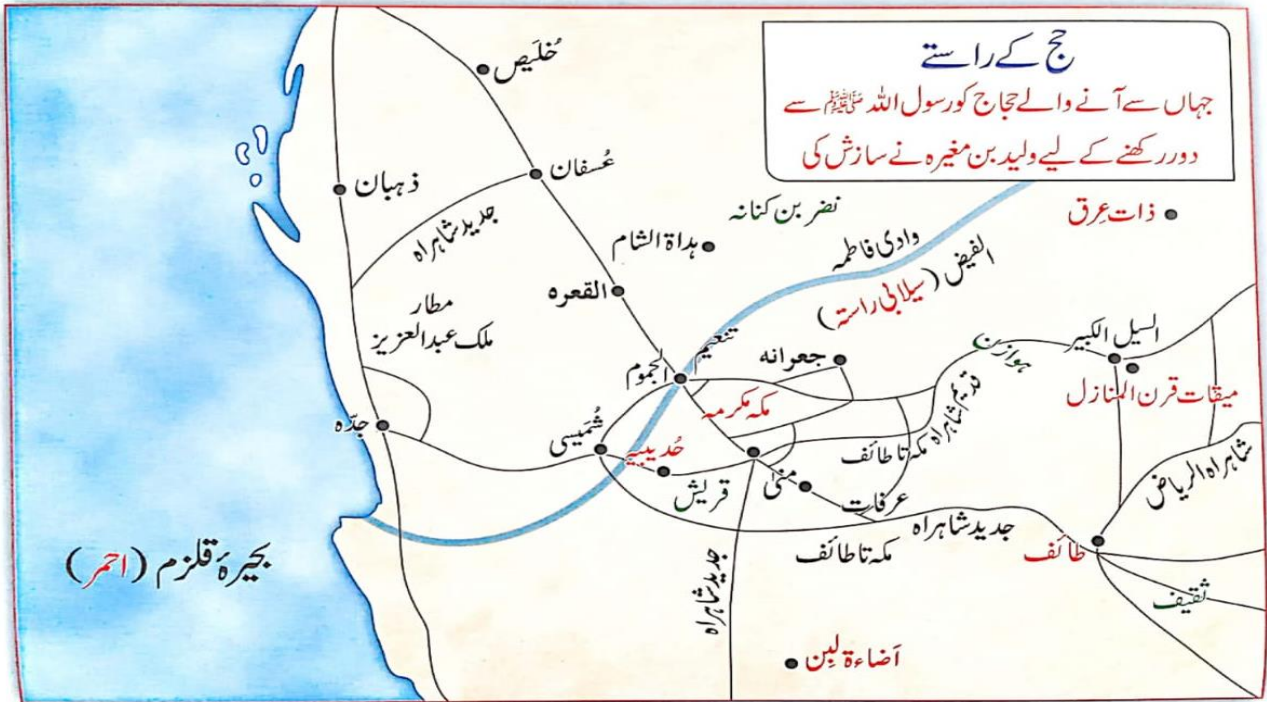 حج کے راستے
جہاں سے آنے والے حجاج کو رسول اللہ ﷺ سے
دور رکھنے کے لیے ولید بن مغیرہ نے سازش کی
خُلَیص
عُسفان
ذہبان
جدید شاہراہ
نضر بن کنانہ
ذات عِرق
ہداۃ الشام
وادی فاطمہ
الفیض (سیلابی راستہ)
القعرہ
مطار
ملک عبدالعزیز
تنعیم
الجموم
جعرانہ
ہوازن
السیل الکبیر
میقات قرن المنازل
مکہ مکرمہ
قدیم شاہراہ
مکہ تا طائف
جدّہ
شُمَیسی
حُدیبیہ
قریش
منیٰ
عرفات
شاہراہ الریاض
جدید شاہراہ
مکہ تا طائف
طائف
ثقیف
جدید شاہراہ
بحیرۂ قلزم (احمر)
آضاءۃ لِبن